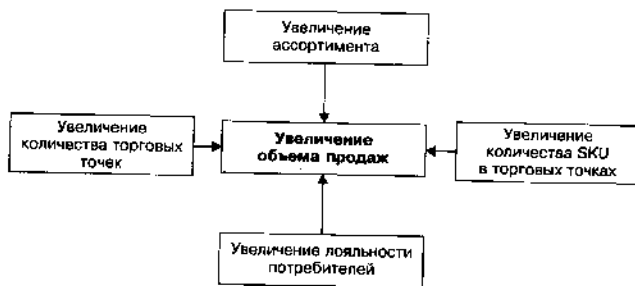 Увеличение
ассортимента
Увеличение
количества торговых
точек
Увеличение
объема продаж
Увеличение
количества SKU
в торговых точках
Увеличение лояльности
потребителей